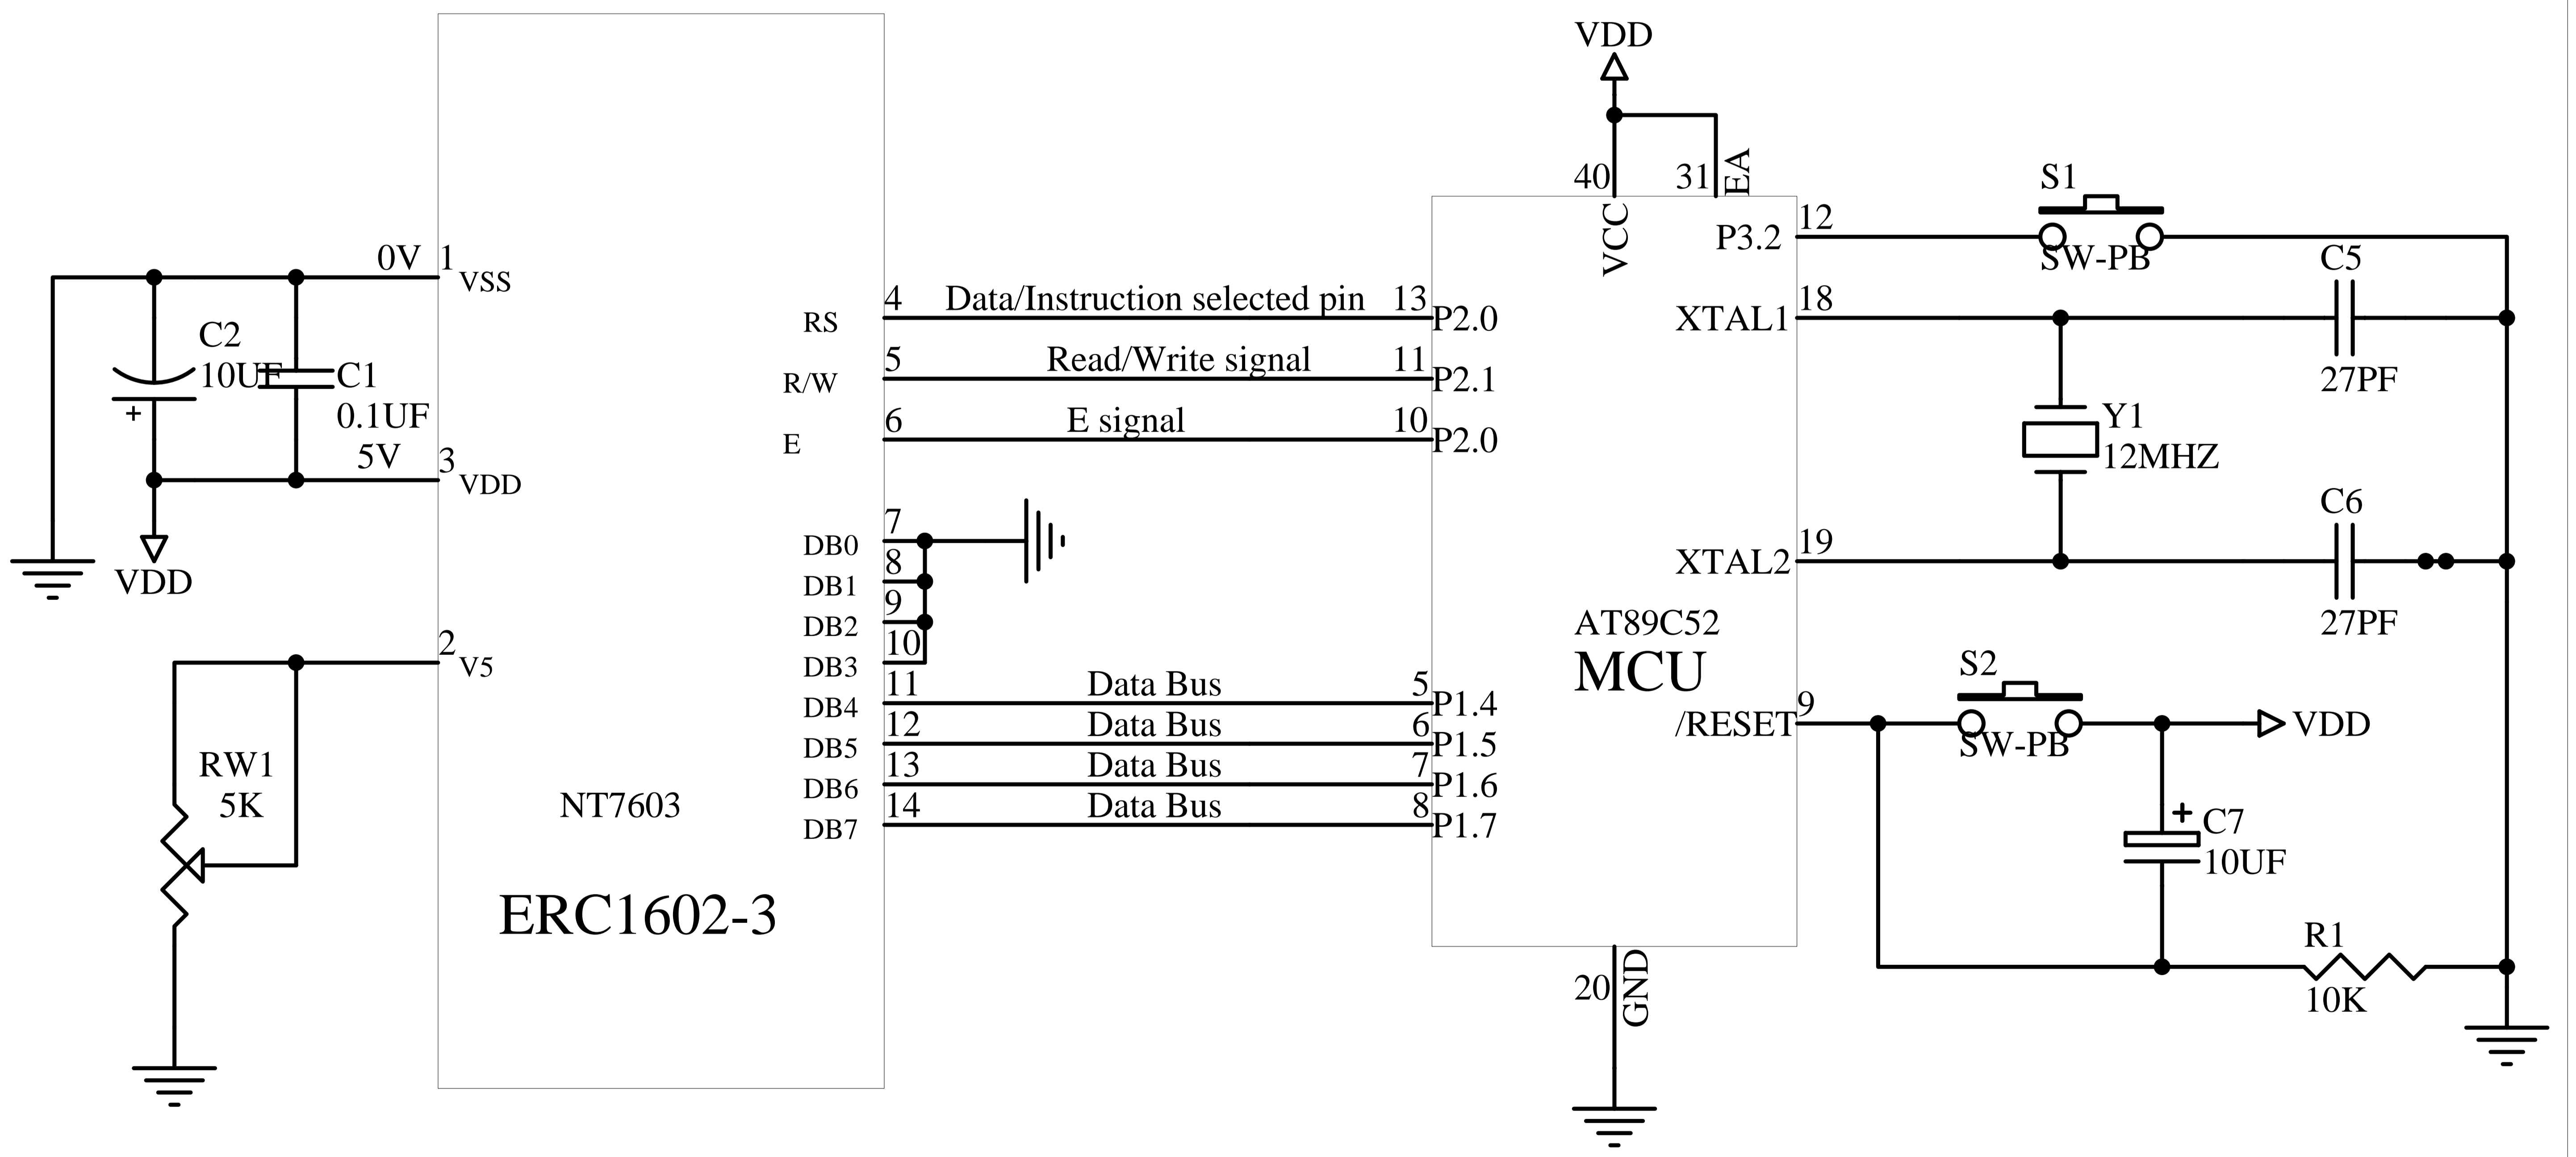 VDD
40
31
EA
VCC
P3.2
12
S1
SW-PB
C5
27PF
0V
1
VSS
C2
10UF
C1
0.1UF
5V
3
VDD
VDD
RS
4
Data/Instruction selected pin
13
P2.0
R/W
5
Read/Write signal
11
P2.1
E
6
E signal
10
P2.0
XTAL1
18
Y1
12MHZ
XTAL2
19
C6
27PF
DB0
7
DB1
8
DB2
9
DB3
10
2
V5
RW1
5K
NT7603
ERC1602-3
DB4
11
Data Bus
5
P1.4
DB5
12
Data Bus
6
P1.5
DB6
13
Data Bus
7
P1.6
DB7
14
Data Bus
8
P1.7
AT89C52
MCU
/RESET
9
S2
SW-PB
VDD
+
C7
10UF
R1
10K
20
GND
+